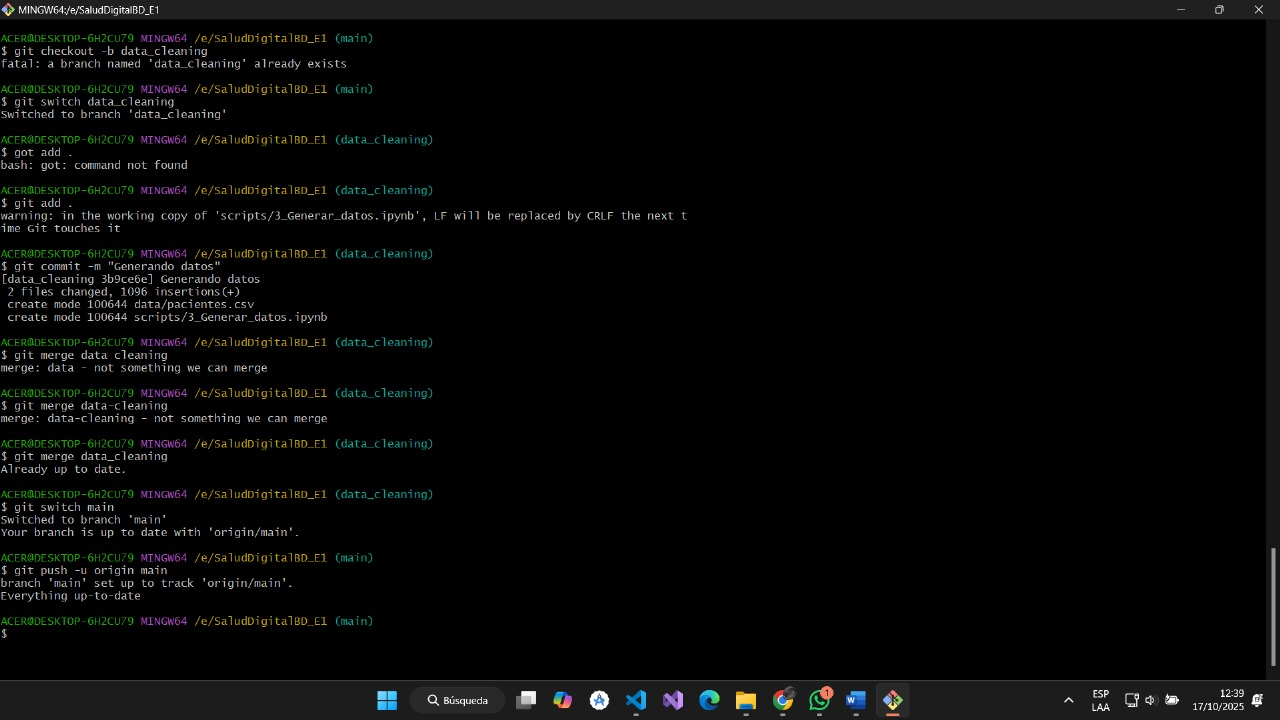 MINGW64:/e/SaludDigitalBD_E1
ACER@DESKTOP-6H2CU79 MINGW64 /e/SaludDigitalBD_E1 (main)
$ git checkout -b data_cleaning
fatal: a branch named 'data_cleaning' already exists
ACER@DESKTOP-6H2CU79 MINGW64 /e/SaludDigitalBD_E1 (main)
$ git switch data_cleaning
Switched to branch 'data_cleaning'
ACER@DESKTOP-6H2CU79 MINGW64 /e/SaludDigitalBD_E1 (data_cleaning)
$ got add .
bash: got: command not found
ACER@DESKTOP-6H2CU79 MINGW64 /e/SaludDigitalBD_E1 (data_cleaning)
$ git add .
warning: in the working copy of 'scripts/3_Generar_datos.ipynb', LF will be replaced by CRLF the next t
ime Git touches it
ACER@DESKTOP-6H2CU79 MINGW64 /e/SaludDigitalBD_E1 (data_cleaning)
$ git commit -m "Generando datos"
[data_cleaning 3b9ce6e] Generando datos
2 files changed, 1096 insertions(+)
create mode 100644 data/pacientes.csv
create mode 100644 scripts/3_Generar_datos.ipynb
ACER@DESKTOP-6H2CU79 MINGW64 /e/SaludDigitalBD_E1 (data_cleaning)
$ git merge data cleaning
merge: data - not something we can merge
ACER@DESKTOP-6H2CU79 MINGW64 /e/SaludDigitalBD_E1 (data_cleaning)
$ git merge data-cleaning
merge: data-cleaning - not something we can merge
ACER@DESKTOP-6H2CU79 MINGW64 /e/SaludDigitalBD_E1 (data_cleaning)
$ git merge data_cleaning
Already up to date.
ACER@DESKTOP-6H2CU79 MINGW64 /e/SaludDigitalBD_E1 (data_cleaning)
$ git switch main
Switched to branch 'main'
Your branch is up to date with 'origin/main'.
ACER@DESKTOP-6H2CU79 MINGW64 /e/SaludDigitalBD_E1 (main)
$ git push -u origin main
branch 'main' set up to track 'origin/main'.
Everything up-to-date
ACER@DESKTOP-6H2CU79 MINGW64 /e/SaludDigitalBD_E1 (main)
$
Búsqueda
1
ESP
LAA
12:39
17/10/2025